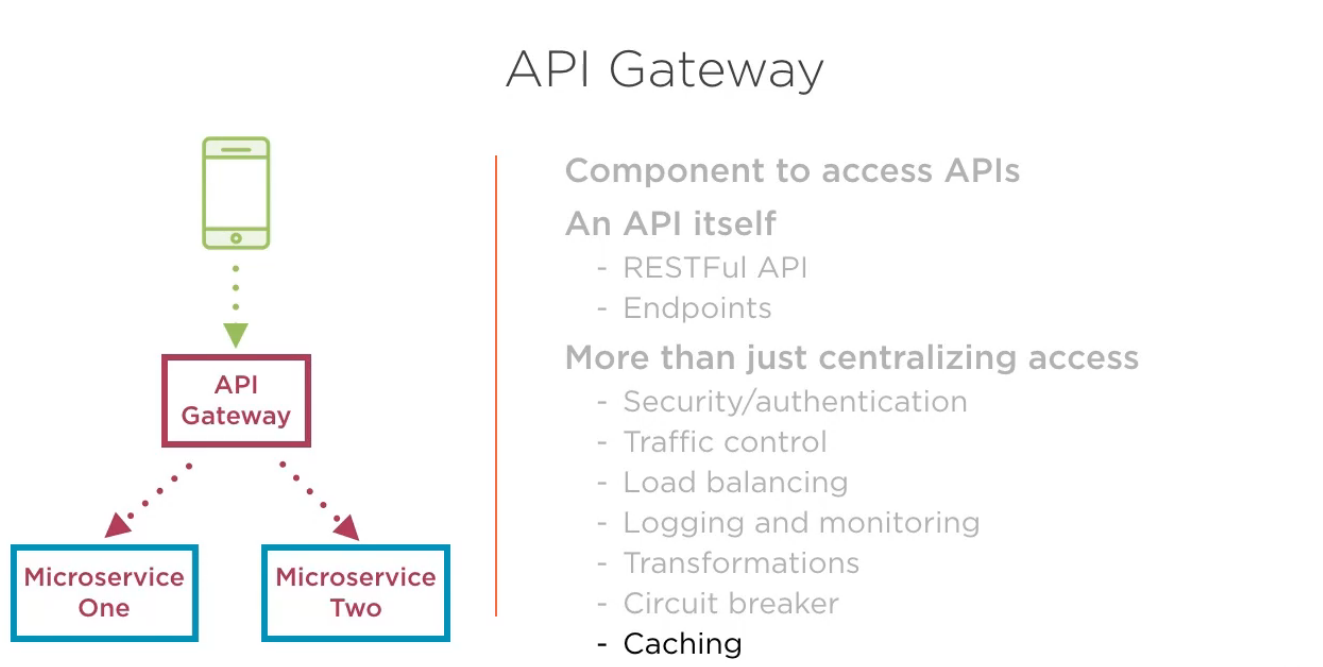 API Gateway
API
Gateway
Microservice
One
Microservice
Two
Component to access APIs
An API itself
- RESTFul API
- Endpoints
More than just centralizing access
- Security/authentication
- Traffic control
- Load balancing
- Logging and monitoring
- Transformations
- Circuit breaker
- Caching